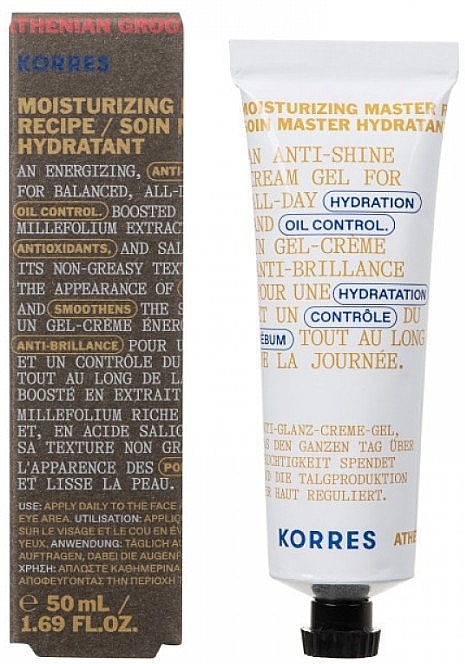 ATHENIAN GROO
KORRES
MOISTURIZING
RECIPE / SOIN
HYDRATANT
AN ENERGIZING, ANTI-
FOR BALANCED, ALL-D
OIL CONTROL. BOOSTED
MILLEFOLIUM EXTRACT
ANTIOXIDANTS, AND SAL
ITS NON-GREASY TEXT
THE APPEARANCE OF
AND SMOOTHENS THE S
UN GEL-CRÈME ÉNER
ANTI-BRILLANCE POUR U
ET UN CONTRÔLE DU
TOUT AU LONG DE LA
BOOSTÉ EN EXTRAIT
MILLEFOLIUM RICHE
ET, EN ACIDE SALIC
SA TEXTURE NON GR
L'APPARENCE DES PO
ET LISSE LA PEAU.
USE: APPLY DAILY TO THE FACE
EYE AREA. UTILISATION: APPLIQ
SUR LE VISAGE ET LE COU EN ÉV
YEUX. ANWENDUNG: TÄGLICH AU
AUFTRAGEN, DABEI DIE AUGENP
ΧΡΗΣΗ: ΑΠΛΩΣΤΕ ΚΑΘΗΜΕΡΙΝΑ
ΑΠΟΦΕΥΓΟΝΤΑΣ ΤΗΝ ΠΕΡΙΟΧΗ
℮ 50 mL /
1.69 FL.OZ.
MOISTURIZING MASTER R
SOIN MASTER HYDRATAN
AN ANTI-SHINE
CREAM GEL FOR
ALL-DAY HYDRATION
AND OIL CONTROL.
UN GEL-CRÈME
ANTI-BRILLANCE
POUR UNE HYDRATATION
ET UN CONTRÔLE DU
SÉBUM TOUT AU LONG
DE LA JOURNÉE.
ANTI-GLANZ-CREME-GEL,
DAS DEN GANZEN TAG ÜBER
FEUCHTIGKEIT SPENDET
UND DIE TALGPRODUKTION
DER HAUT REGULIERT.
KORRES ATHE